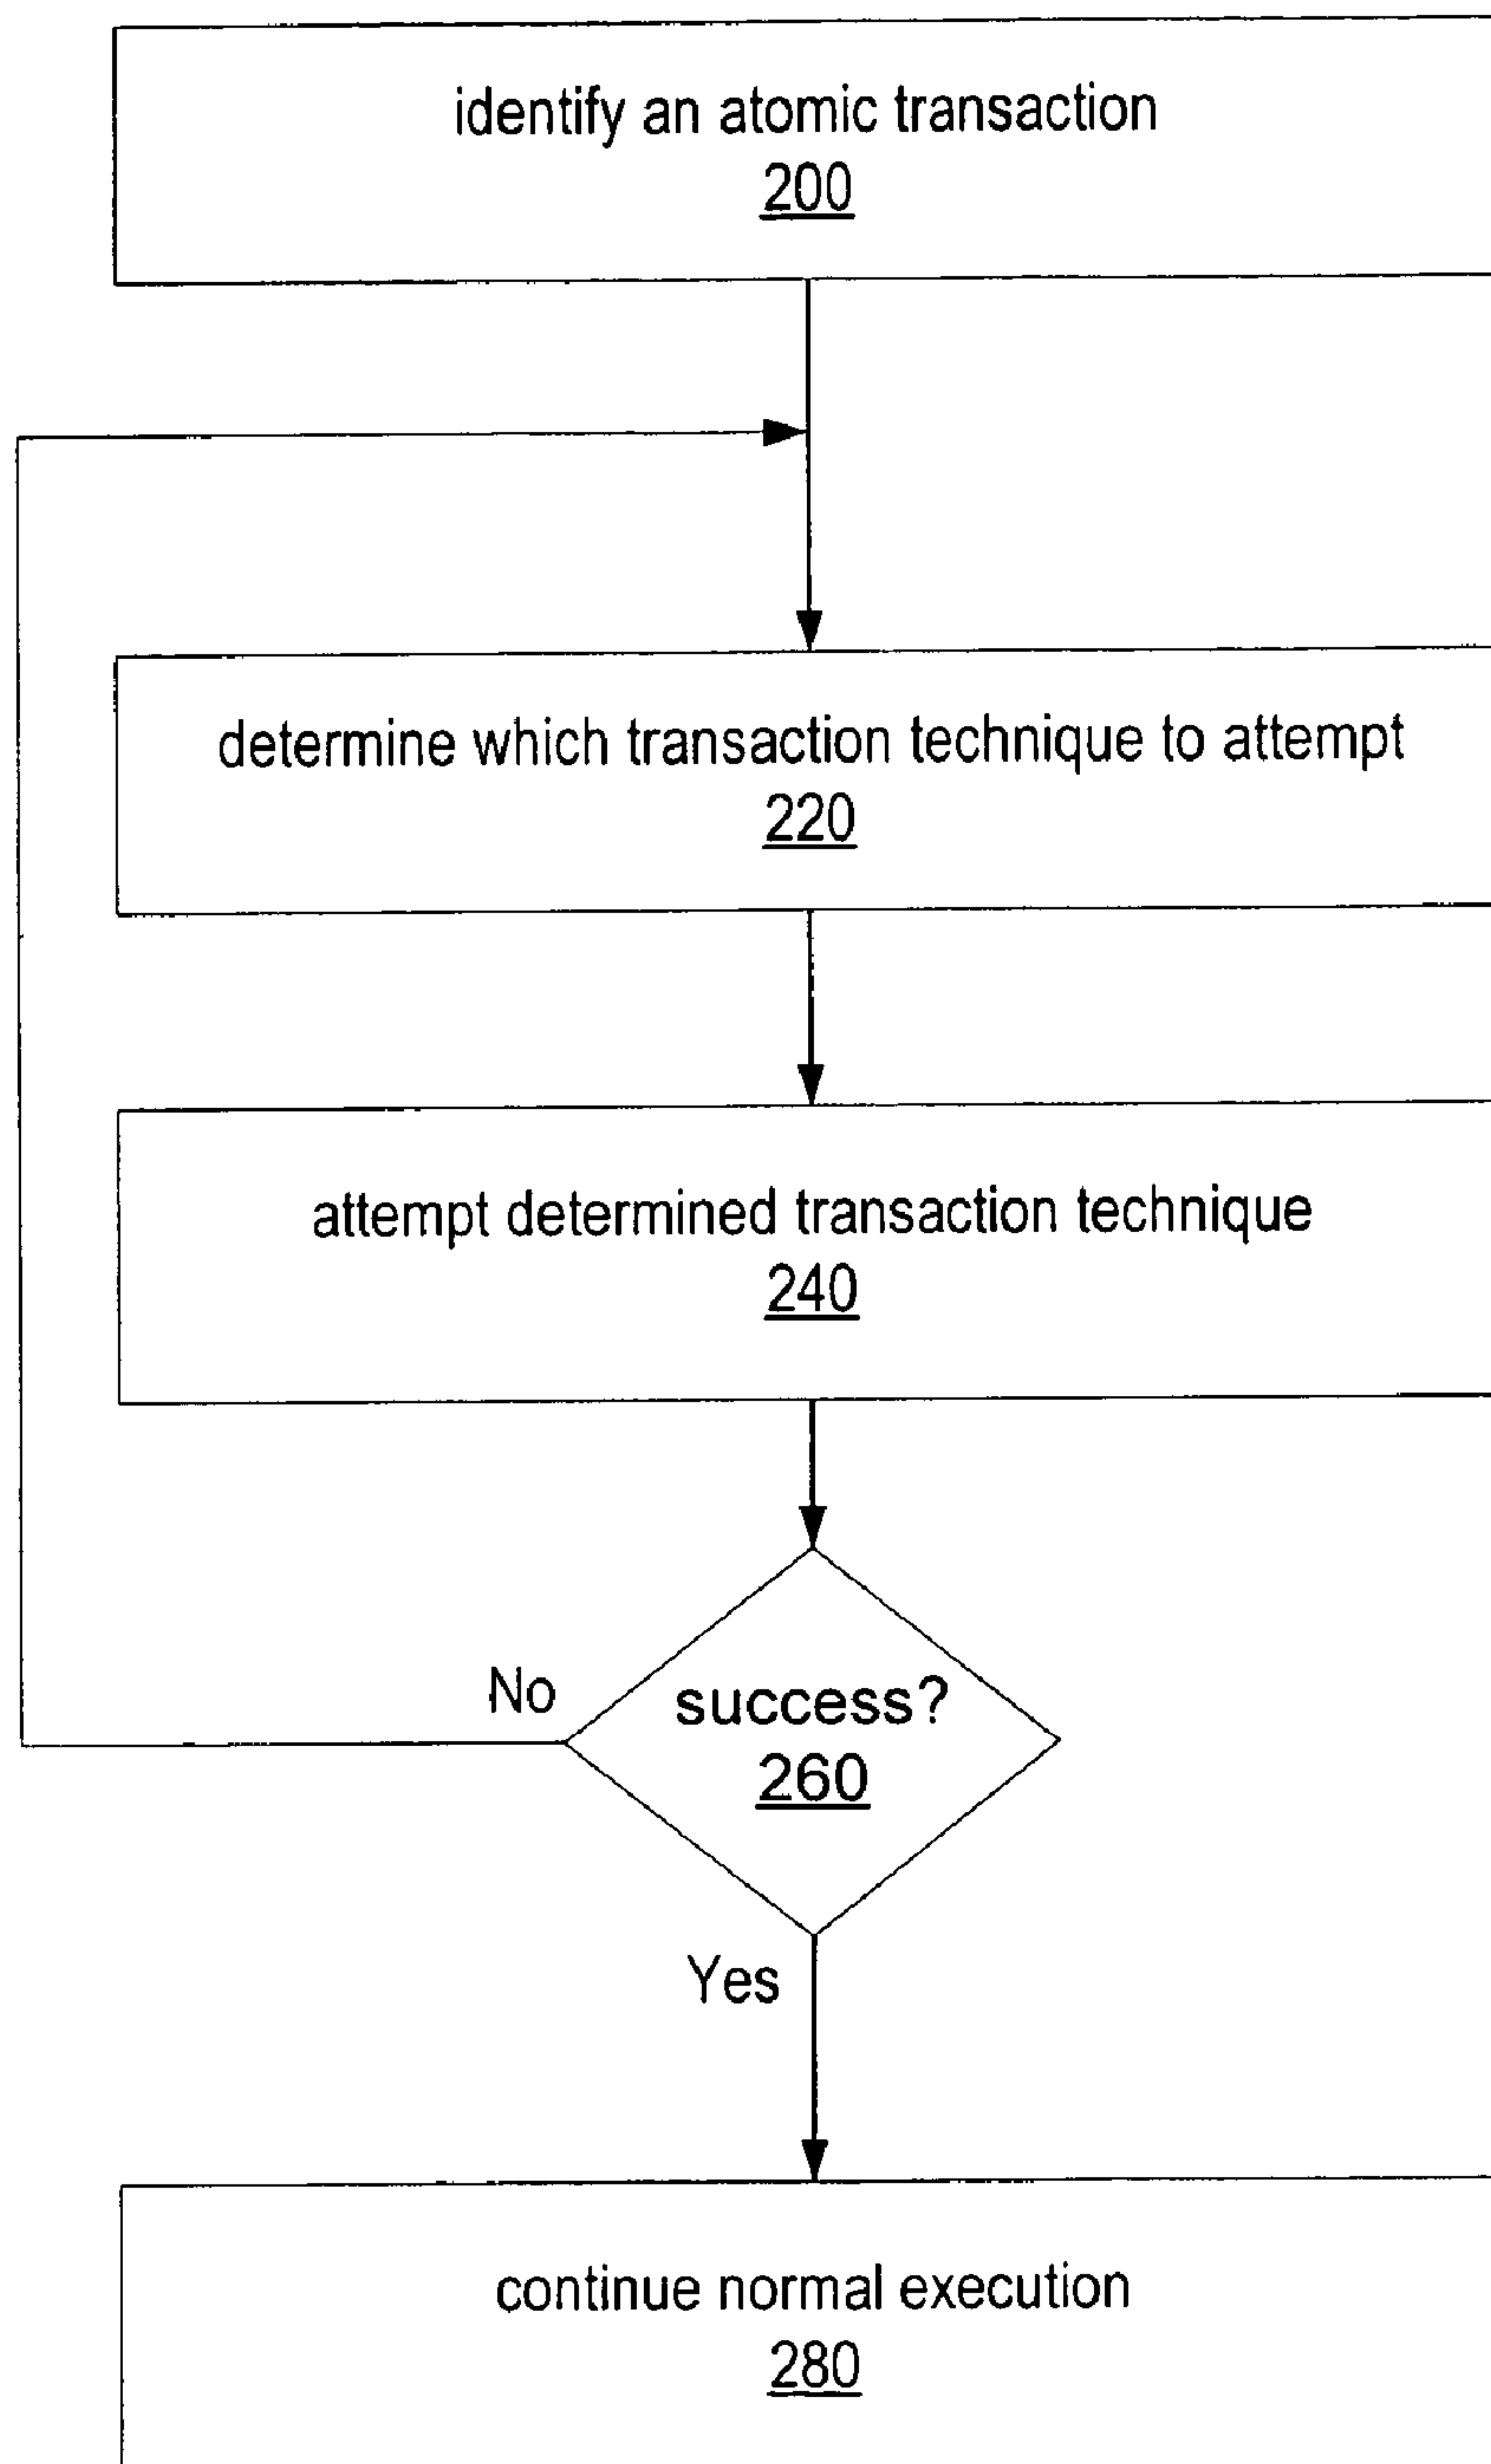 identify an atomic transaction
200
determine which transaction technique to attempt
220
attempt determined transaction technique
240
No
success?
260
Yes
continue normal execution
280